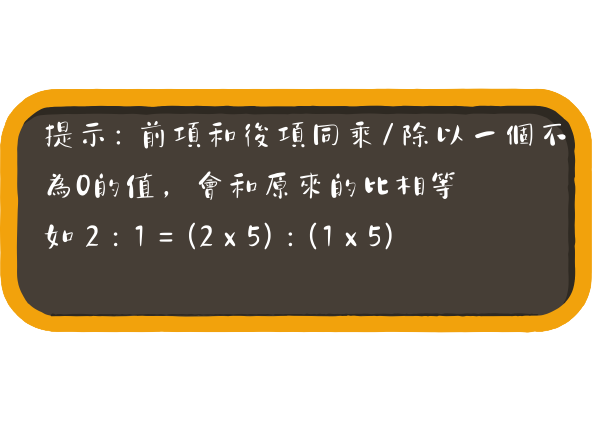 提示: 前項和後項同乘/除以一個不
為0的值，會和原來的比相等
如 2 : 1 = (2 x 5) : (1 x 5)